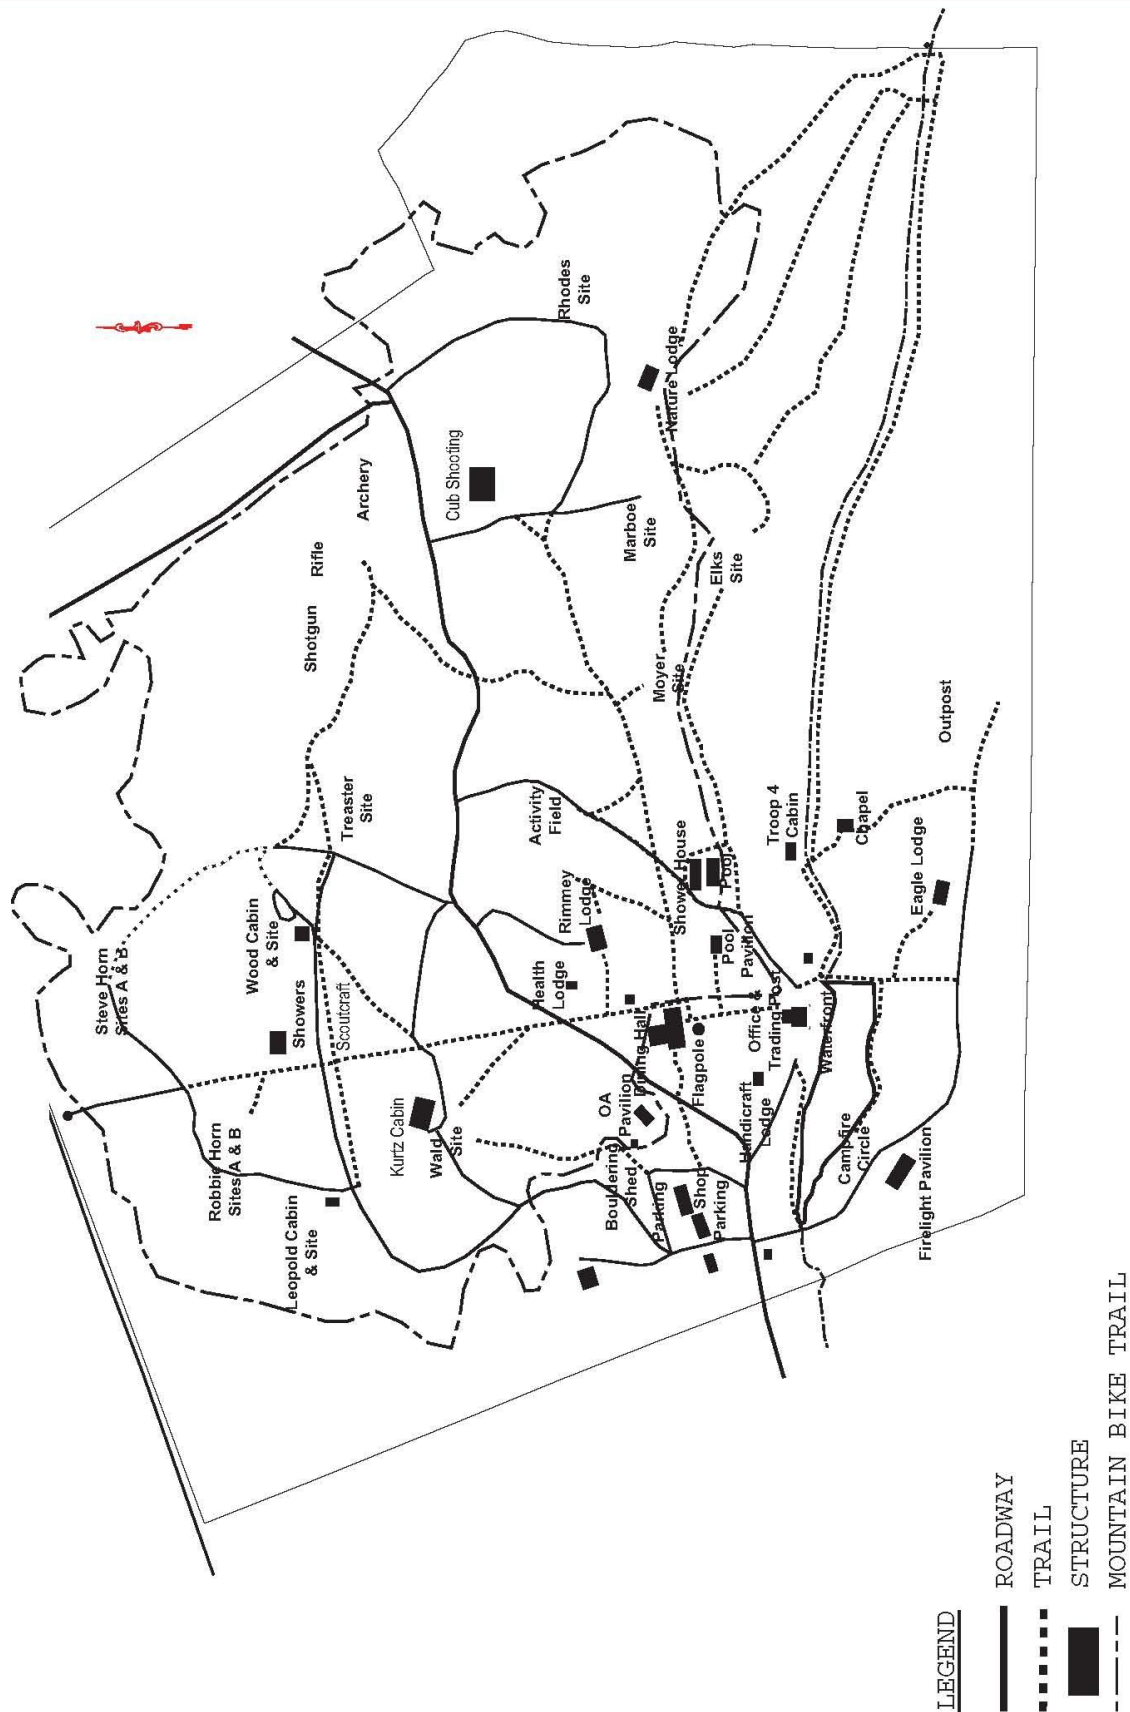 Steve Horn
Sites A & B
Wood Cabin
& Site
Showers
Scoutcraft
Robbie Horn
Sites A & B
Leopold Cabin
& Site
Treaster
Site
Shotgun
Rifle
Archery
Cub Shooting
Rhodes
Site
Kurtz Cabin
Wald
Site
Activity
Field
Rimmey
Lodge
Health
Lodge
Marboe
Site
Moyer
Site
Elks
Site
Nature Lodge
OA
Pavilion
Dining Hall
Bouldering
Shed
Parking
Shop
Parking
Flagpole
Shower House
Pool
Pool
Pavilion
Office &
Trading Post
Handicraft
Lodge
Waterfront
Troop 4
Cabin
Chapel
Campfire
Circle
Eagle Lodge
Outpost
Firelight Pavilion
LEGEND
ROADWAY
TRAIL
STRUCTURE
MOUNTAIN BIKE TRAIL